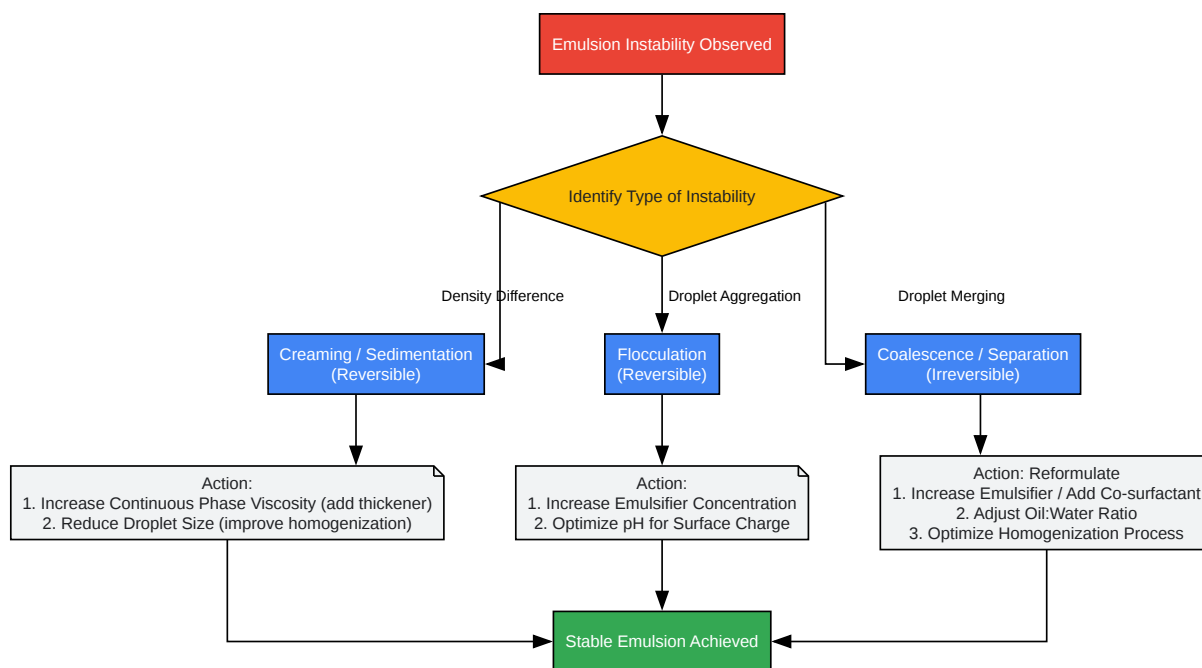 Emulsion Instability Observed
Identify Type of Instability
Density Difference
Droplet Aggregation
Droplet Merging
Creaming / Sedimentation
(Reversible)
Flocculation
(Reversible)
Coalescence / Separation
(Irreversible)
Action:
1. Increase Continuous Phase Viscosity (add thickener)
2. Reduce Droplet Size (improve homogenization)
Action:
1. Increase Emulsifier Concentration
2. Optimize pH for Surface Charge
Action: Reformulate
1. Increase Emulsifier / Add Co-surfactant
2. Adjust Oil:Water Ratio
3. Optimize Homogenization Process
Stable Emulsion Achieved